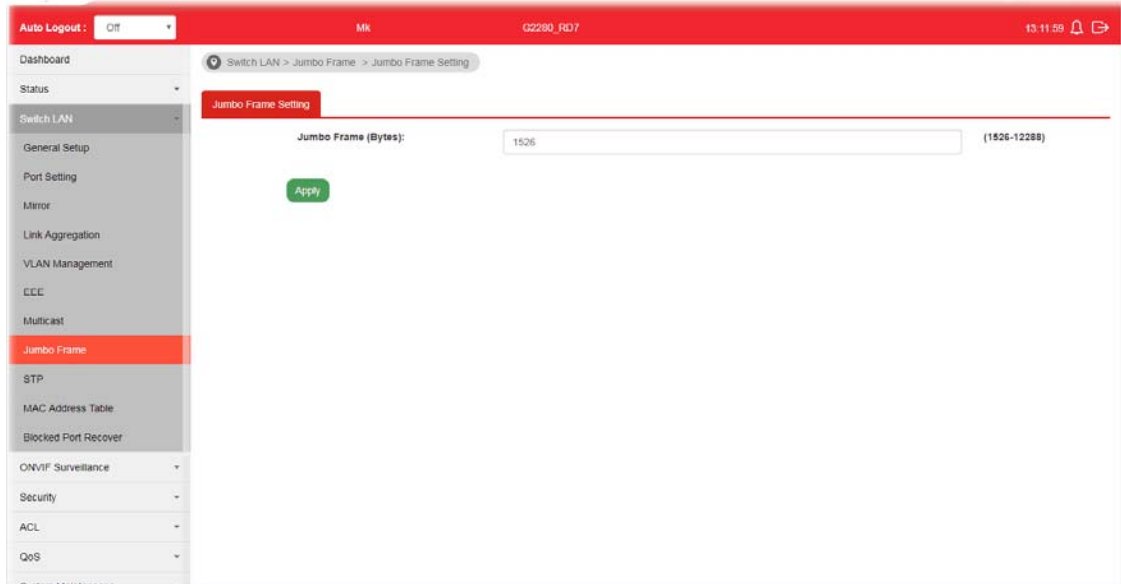 Auto Logout : Off Mk G2280_RD7 13:11:59
Dashboard
Switch LAN > Jumbo Frame > Jumbo Frame Setting
Status
Jumbo Frame Setting
Switch LAN
Jumbo Frame (Bytes): 1526 (1526-12288)
General Setup
Port Setting
Apply
Mirror
Link Aggregation
VLAN Management
EEE
Multicast
Jumbo Frame
STP
MAC Address Table
Blocked Port Recover
ONVIF Surveillance
Security
ACL
QoS